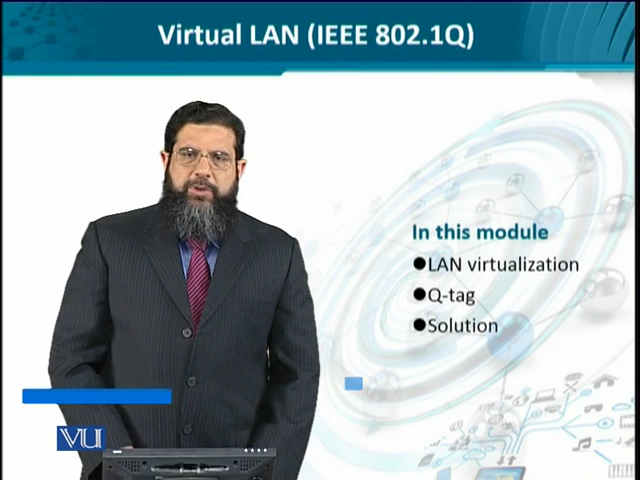 Virtual LAN (IEEE 802.1Q)
In this module
●LAN virtualization
●Q-tag
●Solution
VU